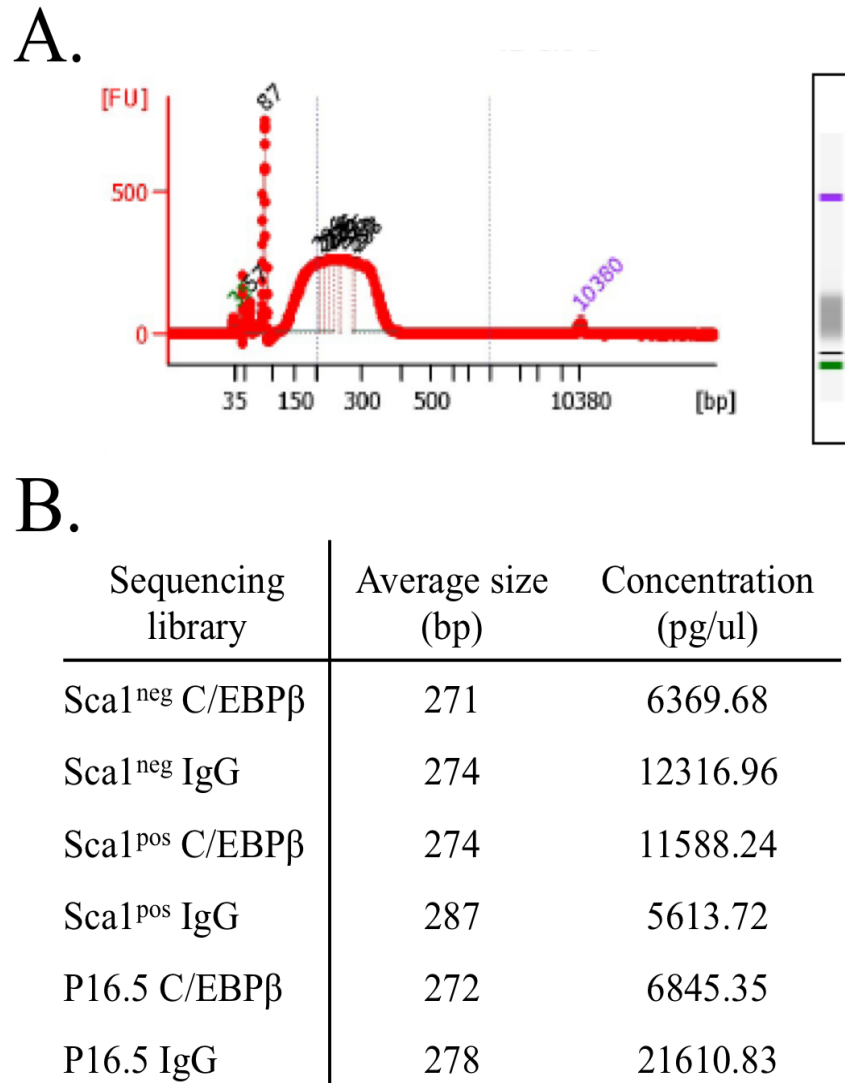 A.
[FU]
87
500
0
10380
35 150 300 500 10380 [bp]
B.
Sequencing library Average size (bp) Concentration (pg/ul)
Sca1neg C/EBPβ 271 6369.68
Sca1neg IgG 274 12316.96
Sca1pos C/EBPβ 274 11588.24
Sca1pos IgG 287 5613.72
P16.5 C/EBPβ 272 6845.35
P16.5 IgG 278 21610.83